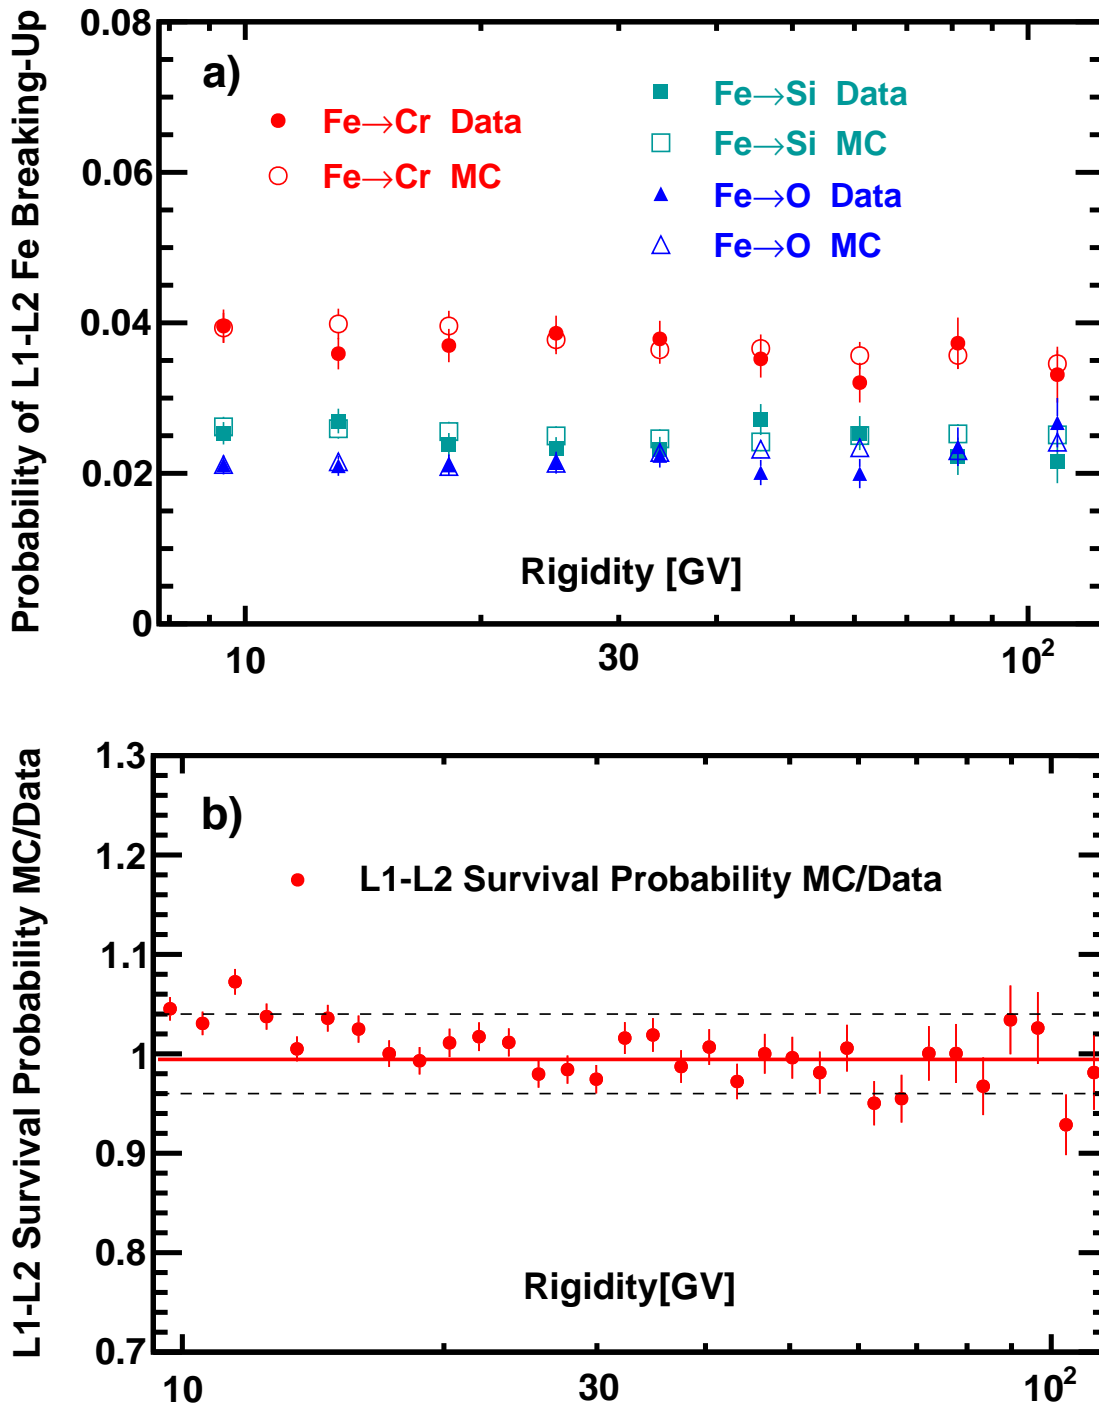 Probability of L1-L2 Fe Breaking-Up
0.08
0.06
0.04
0.02
0
a)
Fe→Cr Data
Fe→Cr MC
Fe→Si Data
Fe→Si MC
Fe→O Data
Fe→O MC
Rigidity [GV]
10
30
10²
L1-L2 Survival Probability MC/Data
1.3
1.2
1.1
1
0.9
0.8
0.7
b)
L1-L2 Survival Probability MC/Data
Rigidity[GV]
10
30
10²